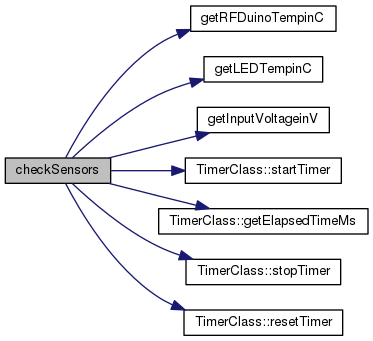 getRFDuinoTempinC
getLEDTempinC
getInputVoltageinV
checkSensors
TimerClass::startTimer
TimerClass::getElapsedTimeMs
TimerClass::stopTimer
TimerClass::resetTimer